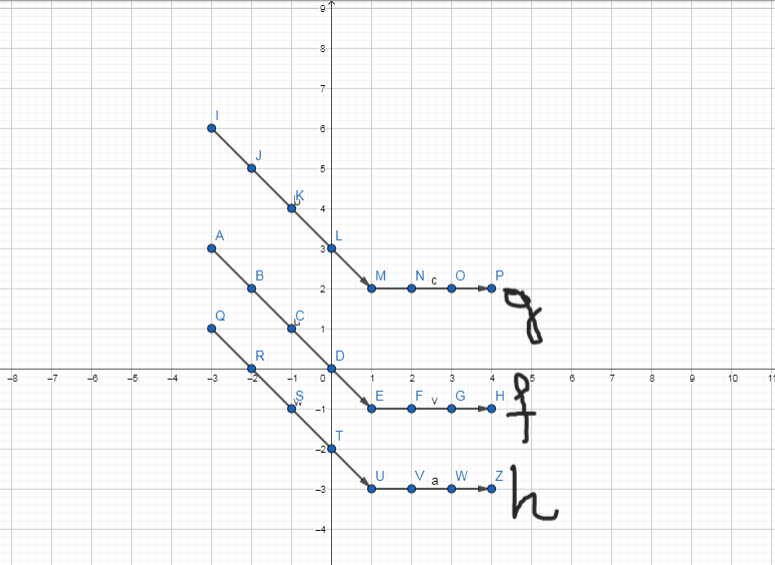 9
8
7
I
6
J
5
K
4
L
3
A
M N c O P
B
2
g
Q
C
1
R
D
–8 –7 –6 –5 –4 –3 –2 –1 0 1 2 3 4 5 6 7 8 9 10 11
S
E F v G H
f
–1
T
–2
U V a W Z
h
–3
–4